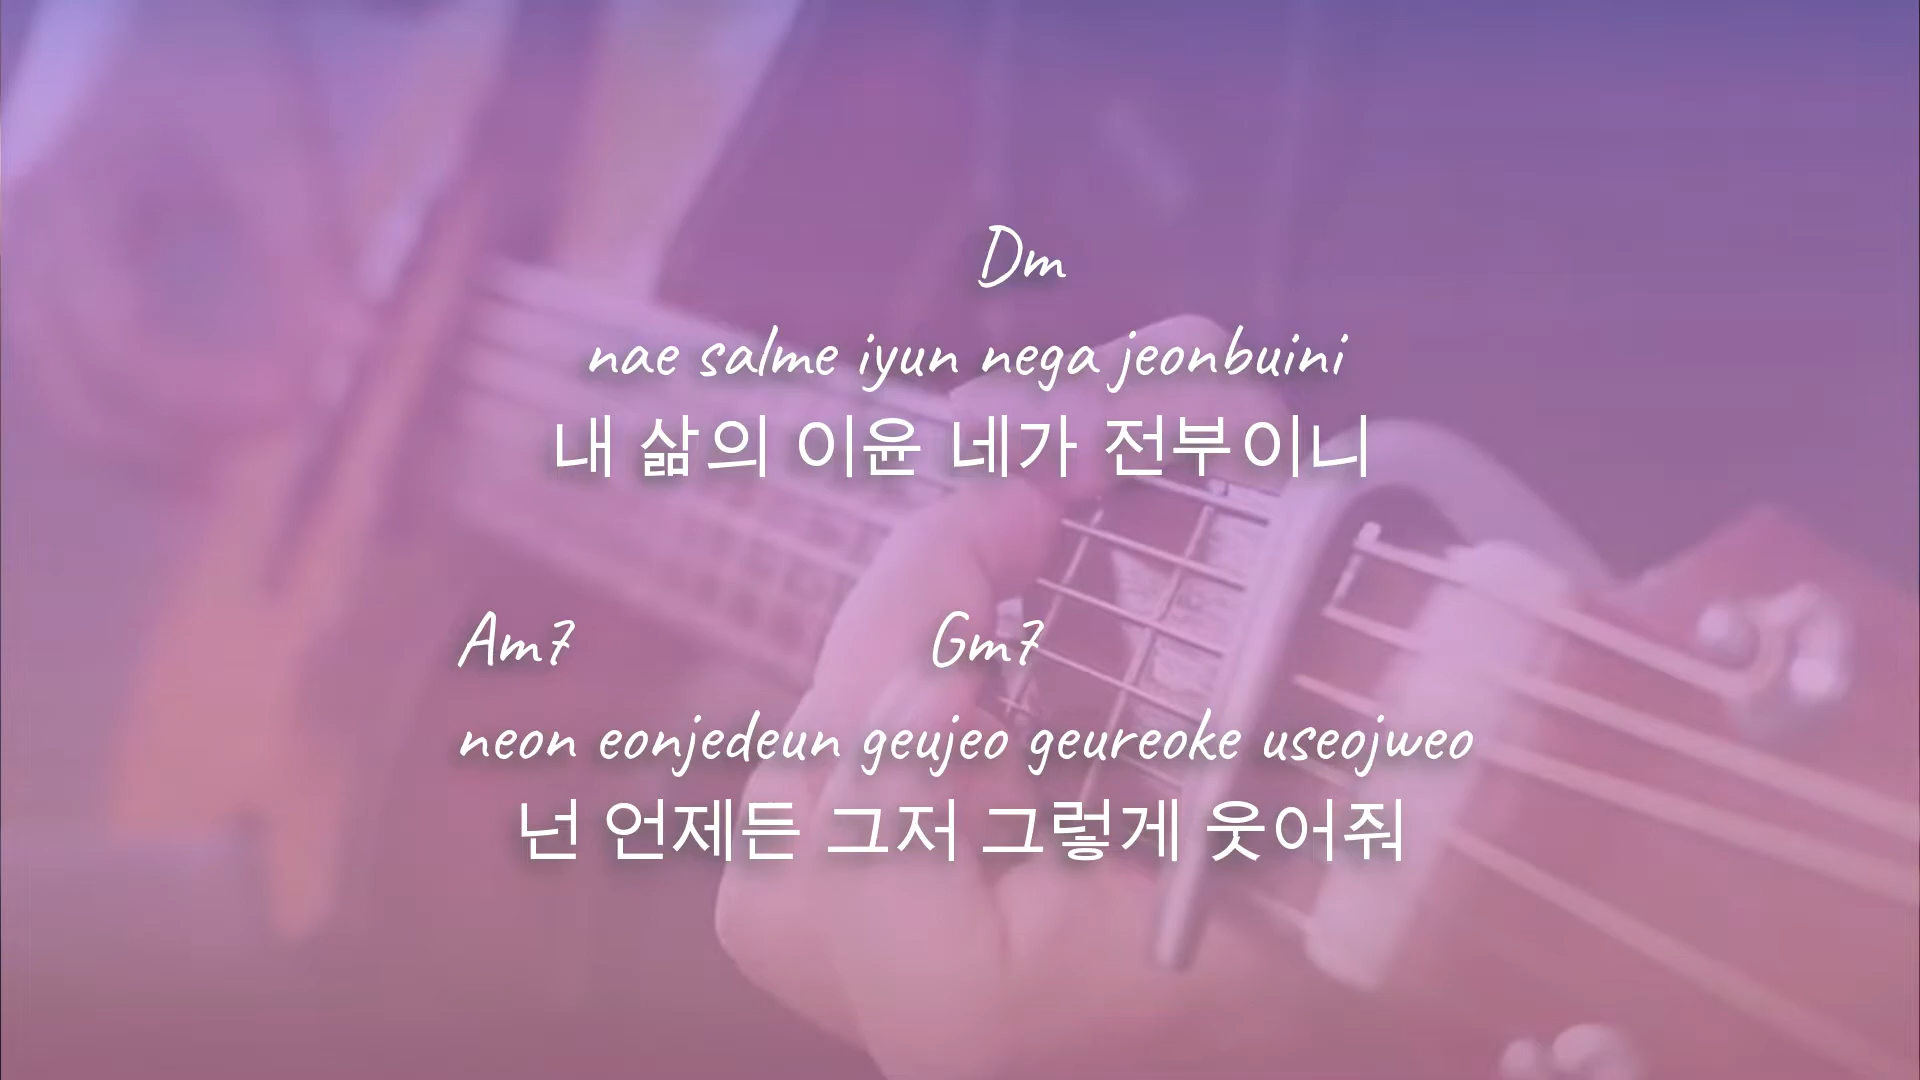 Dm
nae salme iyun nega jeonbuini
내 삶의 이윤 네가 전부이니
Am7 Gm7
neon eonjedeun geujeo geureoke useojweo
넌 언제든 그저 그렇게 웃어줘